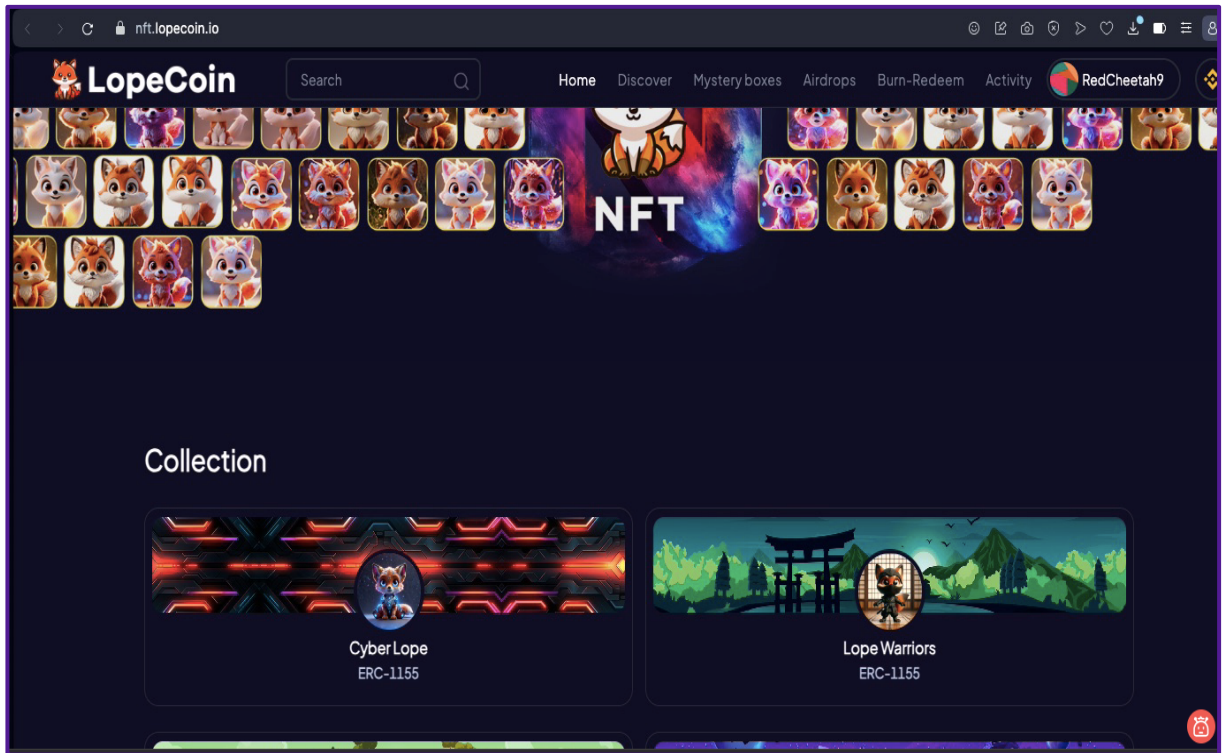 nft.lopecoin.io
LopeCoin
Search
Home Discover Mystery boxes Airdrops Burn-Redeem Activity RedCheetah9
NFT
Collection
Cyber Lope
ERC-1155
Lope Warriors
ERC-1155